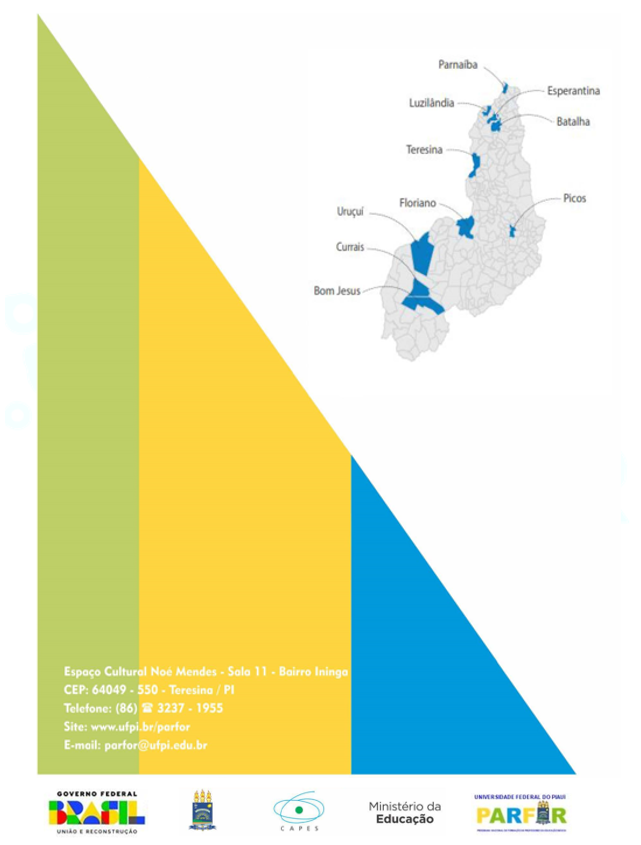 Parnaíba
Esperantina
Luzilândia
Batalha
Teresina
Picos
Floriano
Uruçuí
Currais
Bom Jesus
Espaço Cultural Noé Mendes - Sala 11 - Bairro Ininga
CEP: 64049 - 550 - Teresina / PI
Telefone: (86) ☎ 3237 - 1955
Site: www.ufpi.br/parfor
E-mail: parfor@ufpi.edu.br
GOVERNO FEDERAL
BRASIL
UNIÃO E RECONSTRUÇÃO
CAPES
Ministério da
Educação
UNIVERSIDADE FEDERAL DO PIAUÍ
PARFOR